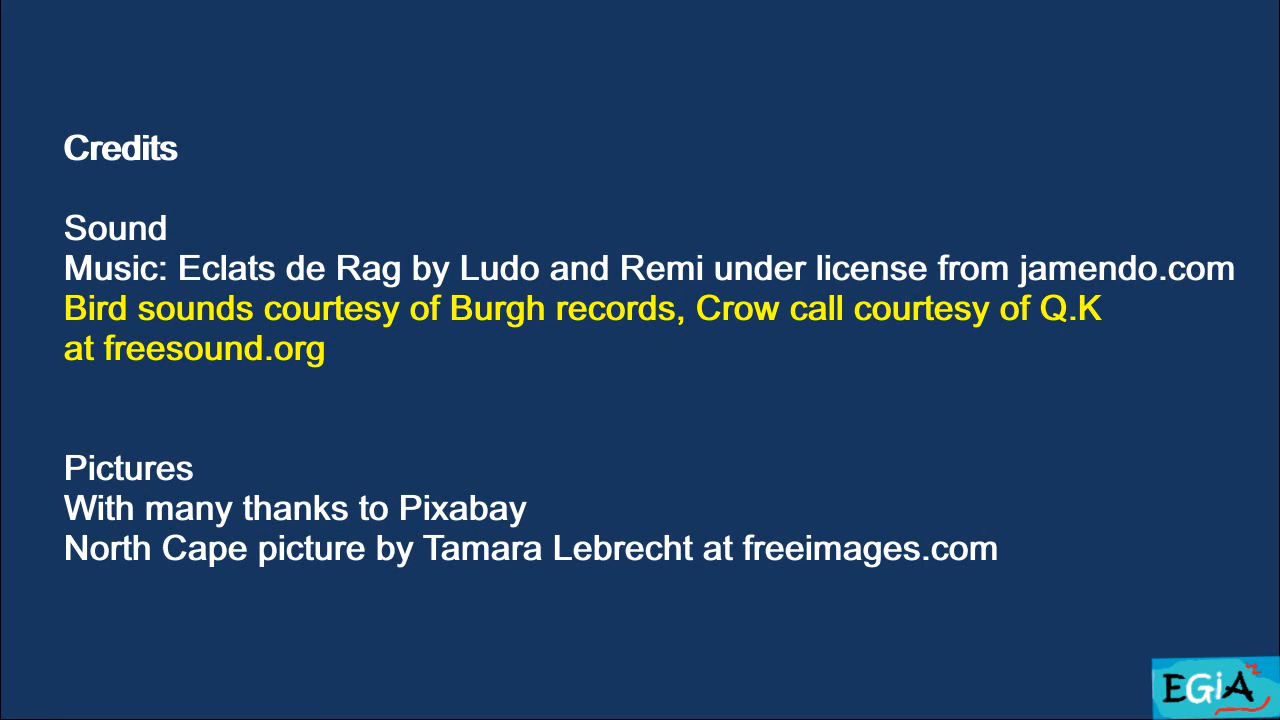 Credits
Sound
Music: Eclats de Rag by Ludo and Remi under license from jamendo.com
Bird sounds courtesy of Burgh records, Crow call courtesy of Q.K
at freesound.org
Pictures
With many thanks to Pixabay
North Cape picture by Tamara Lebrecht at freeimages.com
EGiA